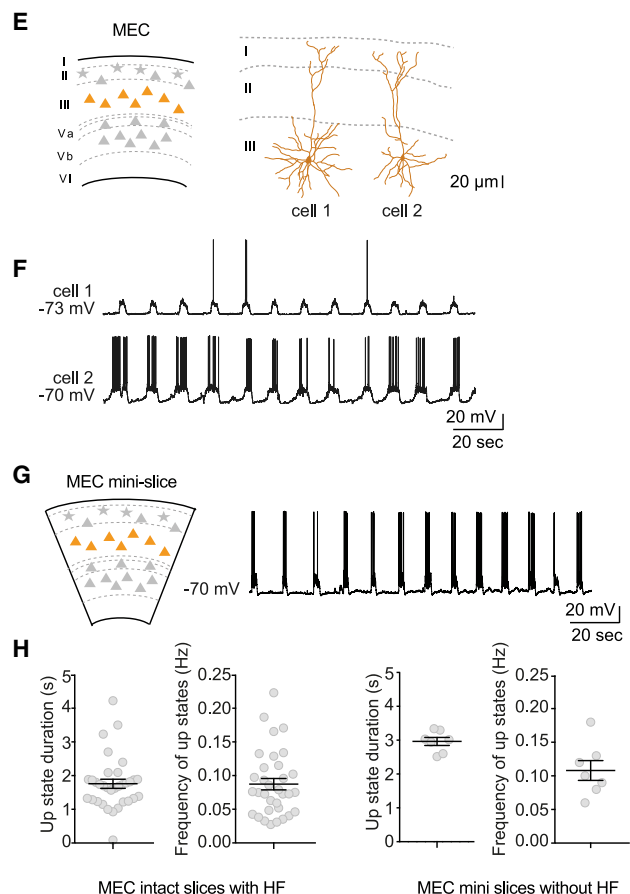 E
MEC
I
II
III
Va
Vb
VI
I
II
III
cell 1
cell 2
20 µm
F
cell 1
-73 mV
cell 2
-70 mV
20 mV
20 sec
G
MEC mini-slice
-70 mV
20 mV
20 sec
H
Up state duration (s)
5
4
3
2
1
0
Frequency of up states (Hz)
0.25
0.20
0.15
0.10
0.05
0.00
Up state duration (s)
5
4
3
2
1
0
Frequency of up states (Hz)
0.25
0.20
0.15
0.10
0.05
0.00
MEC intact slices with HF
MEC mini slices without HF